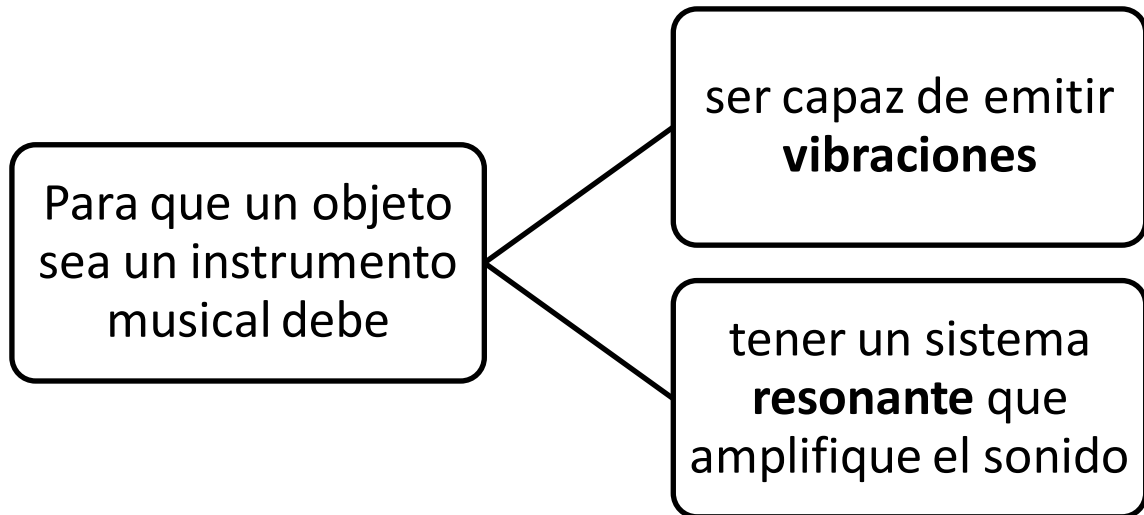 Para que un objeto
sea un instrumento
musical debe
ser capaz de emitir
vibraciones
tener un sistema
resonante que
amplifique el sonido